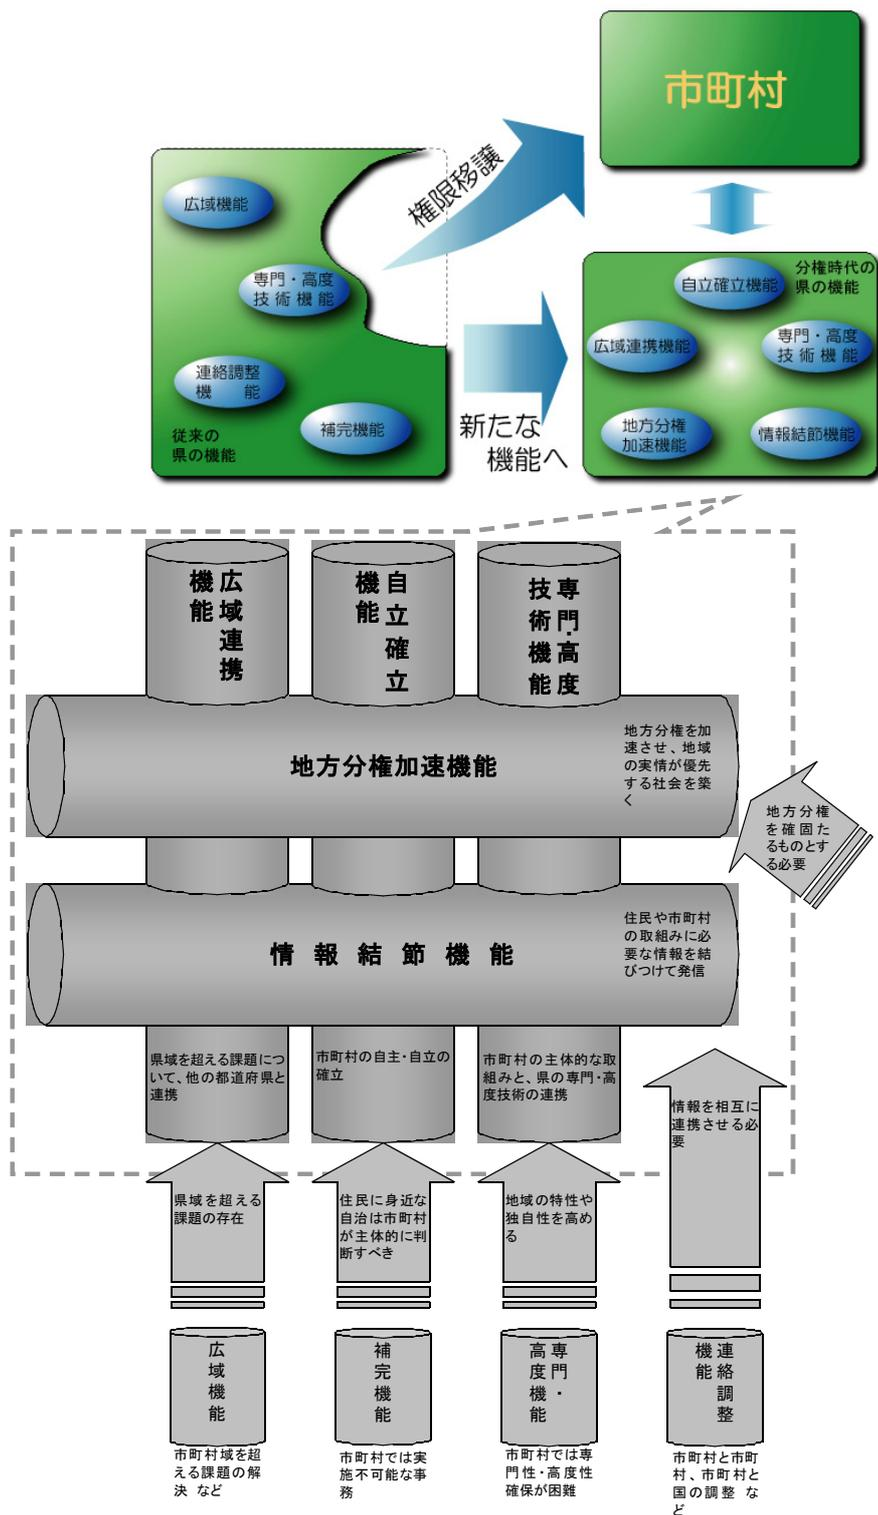 市町村
権限移譲
広域機能
専門・高度
技術機能
連絡調整
機 能
補完機能
従来の
県の機能
新たな
機能へ
分権時代の
県の機能
自立確立機能
広域連携機能
専門・高度
技術機能
地方分権
加速機能
情報結節機能
広域連携
機能
自立確立
機能
専門・高度
技術機能
地方分権加速機能
地方分権を加
速させ、地域
の実情が優先
する社会を築
く
地方分権
を確固た
るものとす
る必要
情報結節機能
住民や市町村
の取組みに必
要な情報を結
びつけて発信
県域を超える課題につ
いて、他の都道府県と
連携
市町村の自主・自立の
確立
市町村の主体的な取
組みと、県の専門・高
度技術の連携
情報を相互に
連携させる必
要
県域を超える
課題の存在
住民に身近な
自治は市町村
が主体的に判
断すべき
地域の特性や
独自性を高め
る
広域機能
補完機能
専門・
高度機能
連絡調整
機能
市町村域を超
える課題の解
決 など
市町村では実
施不可能な事
務
市町村では専
門性・高度性
確保が困難
市町村と市町
村、市町村と
国の調整 な
ど